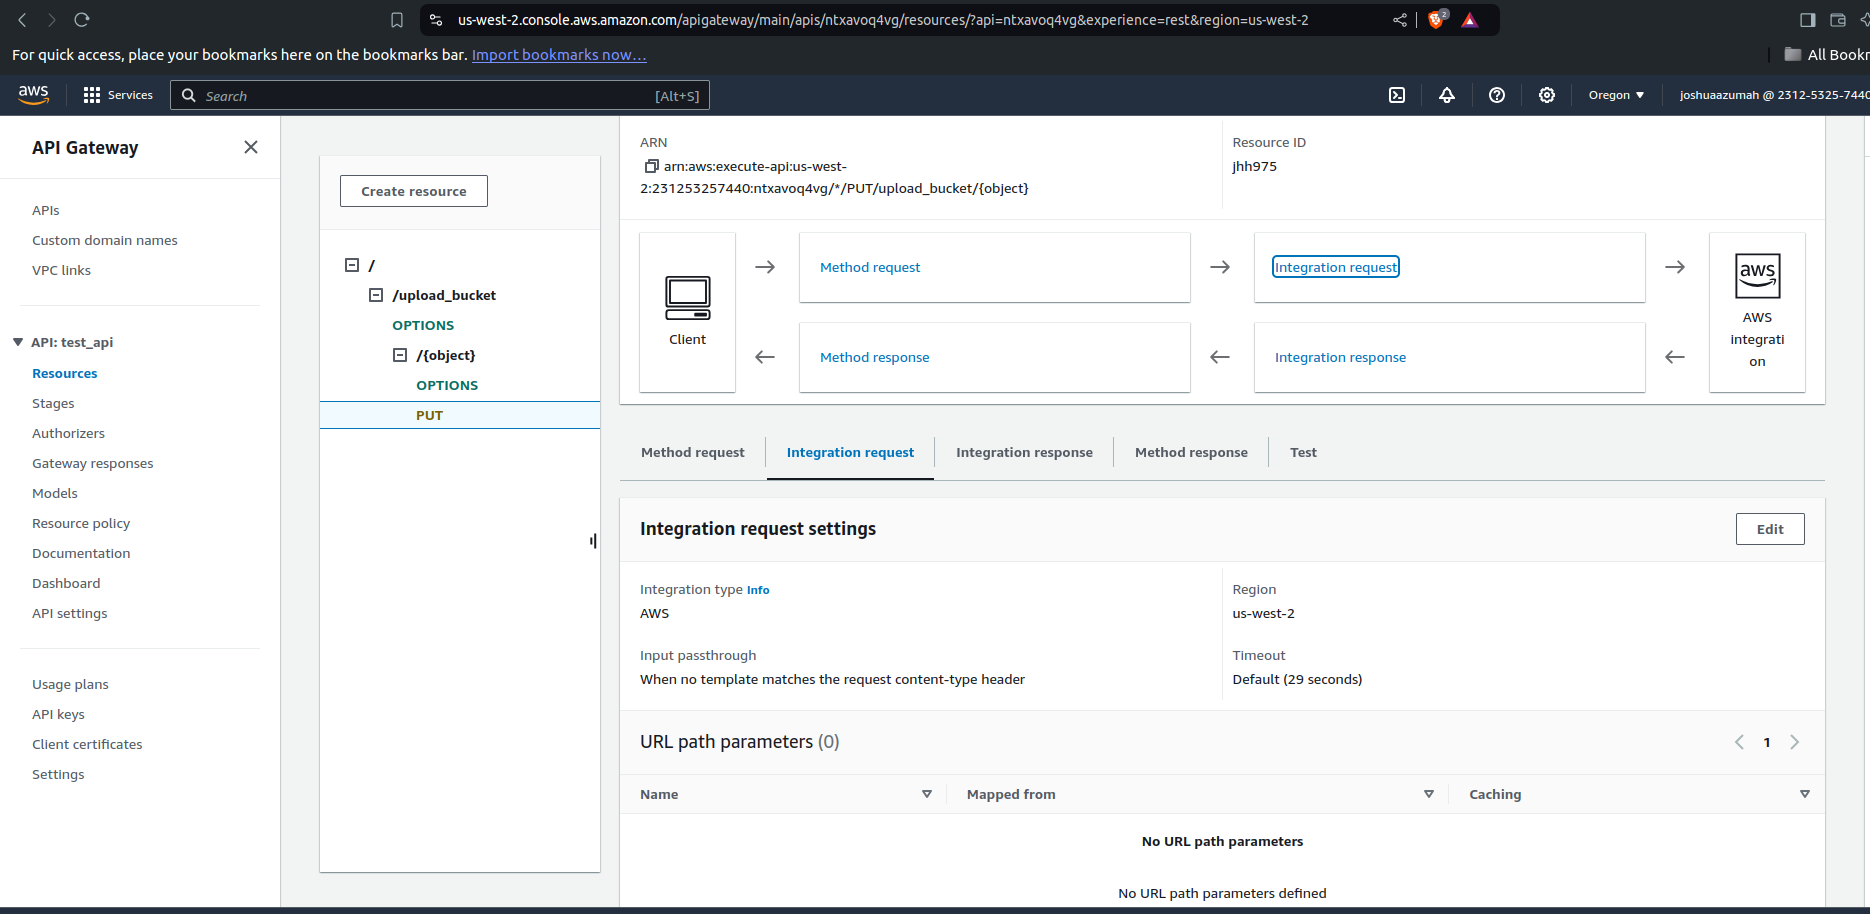 us-west-2.console.aws.amazon.com/apigateway/main/apis/ntxavoq4vg/resources/?api=ntxavoq4vg&experience=rest&region=us-west-2
2
For quick access, place your bookmarks here on the bookmarks bar. Import bookmarks now…
All Bookr
aws
Services
Search
[Alt+S]
Oregon
joshuaazumah @ 2312-5325-7440
API Gateway
APIs
Custom domain names
VPC links
API: test_api
Resources
Stages
Authorizers
Gateway responses
Models
Resource policy
Documentation
Dashboard
API settings
Usage plans
API keys
Client certificates
Settings
Create resource
/
/upload_bucket
OPTIONS
/{object}
OPTIONS
PUT
ARN
arn:aws:execute-api:us-west-
2:231253257440:ntxavoq4vg/*/PUT/upload_bucket/{object}
Resource ID
jhh975
Client
Method request
Integration request
Method response
Integration response
aws
AWS
integrati
on
Method request
Integration request
Integration response
Method response
Test
Integration request settings
Edit
Integration type Info
AWS
Region
us-west-2
Input passthrough
When no template matches the request content-type header
Timeout
Default (29 seconds)
URL path parameters (0)
1
Name
Mapped from
Caching
No URL path parameters
No URL path parameters defined